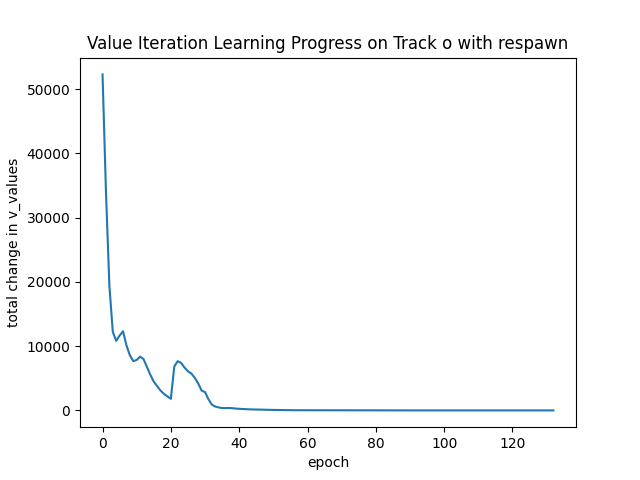 Value Iteration Learning Progress on Track o with respawn
50000
40000
30000
20000
10000
0
total change in v_values
0 20 40 60 80 100 120
epoch